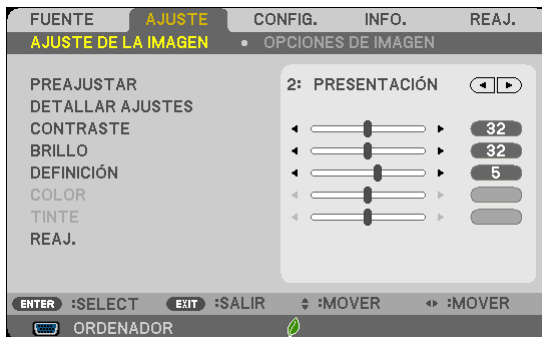 FUENTE AJUSTE CONFIG. INFO. REAJ.
AJUSTE DE LA IMAGEN • OPCIONES DE IMAGEN
PREAJUSTAR 2: PRESENTACIÓN
DETALLAR AJUSTES
CONTRASTE 32
BRILLO 32
DEFINICIÓN 5
COLOR
TINTE
REAJ.
ENTER :SELECT EXIT :SALIR :MOVER :MOVER
ORDENADOR